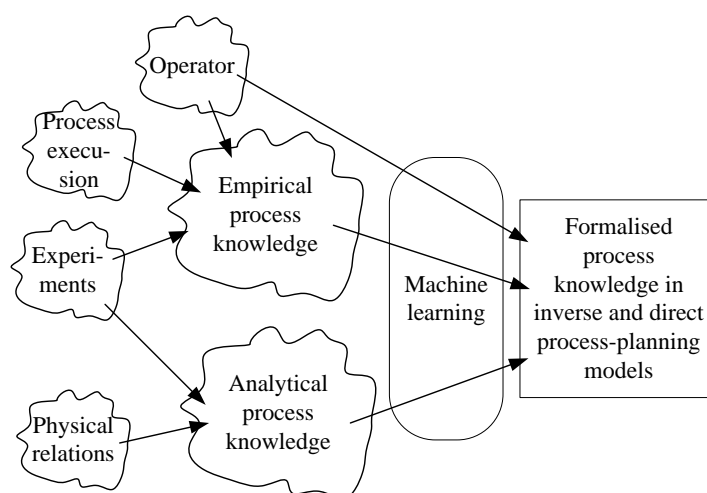 Operator
Process
execu-
sion
Empirical
process
knowledge
Experi-
ments
Machine
learning
Formalised
process
knowledge in
inverse and direct
process-planning
models
Analytical
process
knowledge
Physical
relations